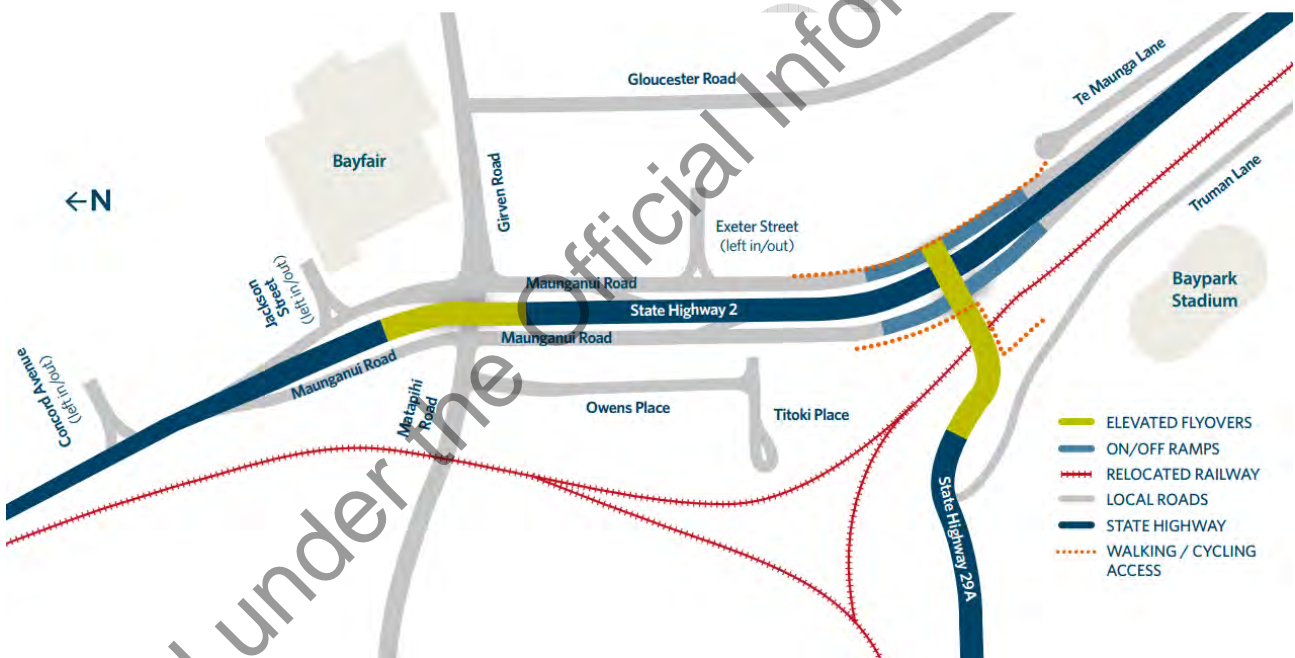 Gloucester Road
Te Maunga Lane
Bayfair
Girven Road
Truman Lane
←N
Exeter Street
(left in/out)
Jackson
Street
(left in/out)
Maunganui Road
State Highway 2
Baypark
Stadium
Maunganui Road
Concord Avenue
(left in/out)
Maunganui Road
Matapihi
Road
Owens Place
Titoki Place
State Highway 29A
ELEVATED FLYOVERS
ON/OFF RAMPS
RELOCATED RAILWAY
LOCAL ROADS
STATE HIGHWAY
WALKING / CYCLING
ACCESS
under the Official Info